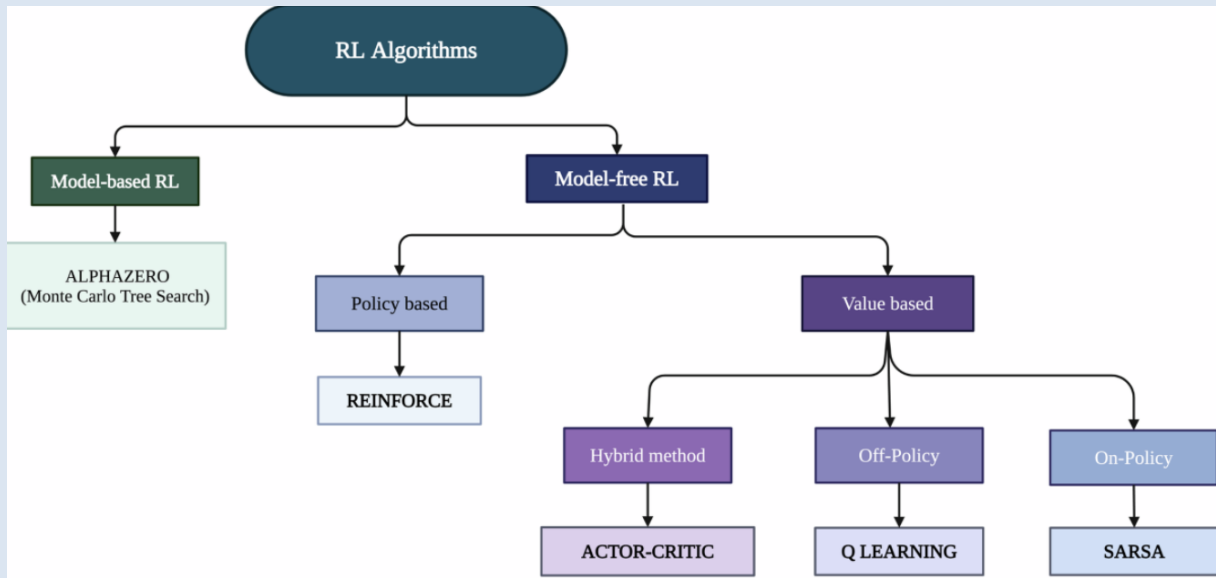 RL Algorithms
Model-based RL
Model-free RL
ALPHAZERO
(Monte Carlo Tree Search)
Policy based
Value based
REINFORCE
Hybrid method
Off-Policy
On-Policy
ACTOR-CRITIC
Q LEARNING
SARSA